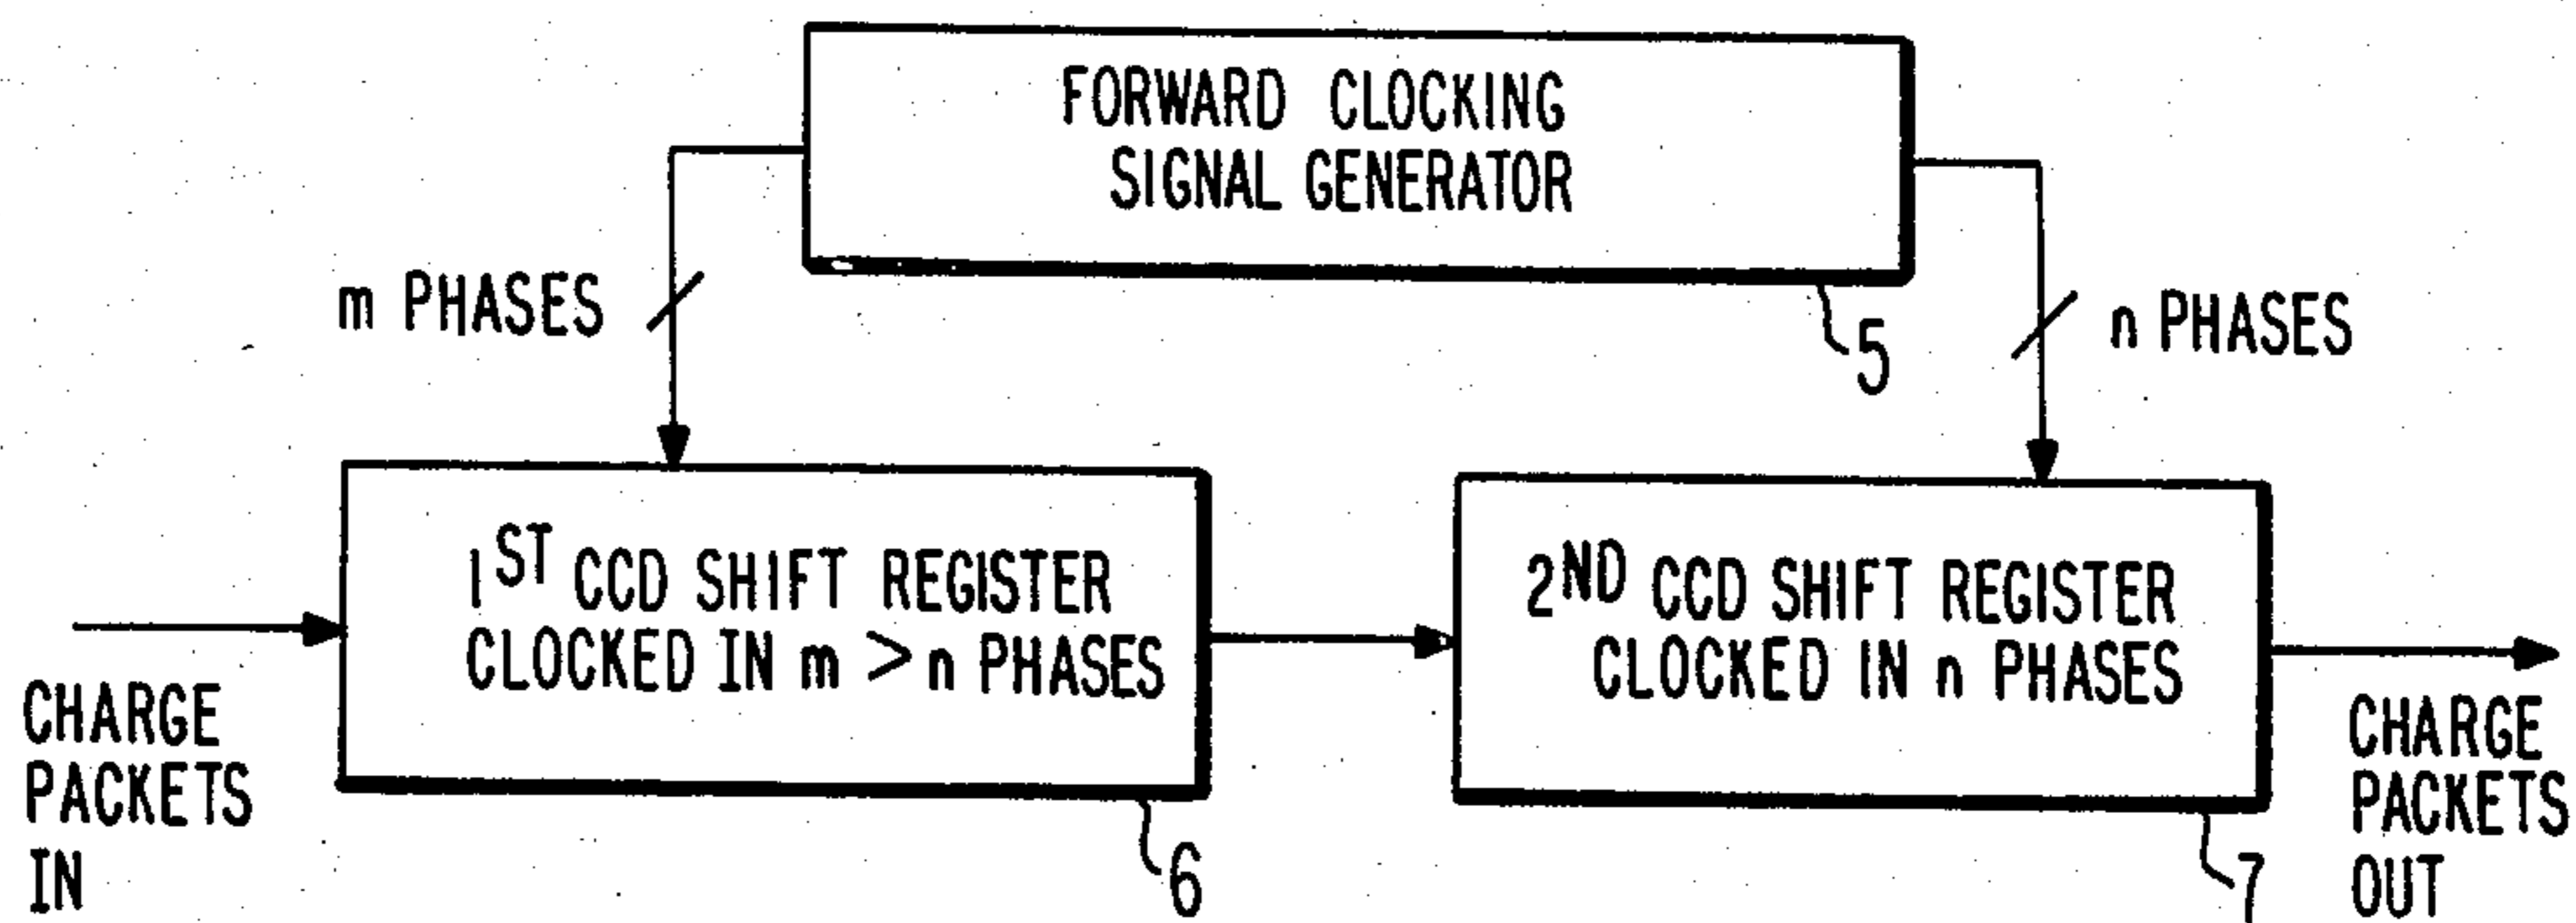 FORWARD CLOCKING
SIGNAL GENERATOR
m PHASES
n PHASES
5
1ST CCD SHIFT REGISTER
CLOCKED IN m > n PHASES
2ND CCD SHIFT REGISTER
CLOCKED IN n PHASES
CHARGE
PACKETS
IN
CHARGE
PACKETS
OUT
6
7